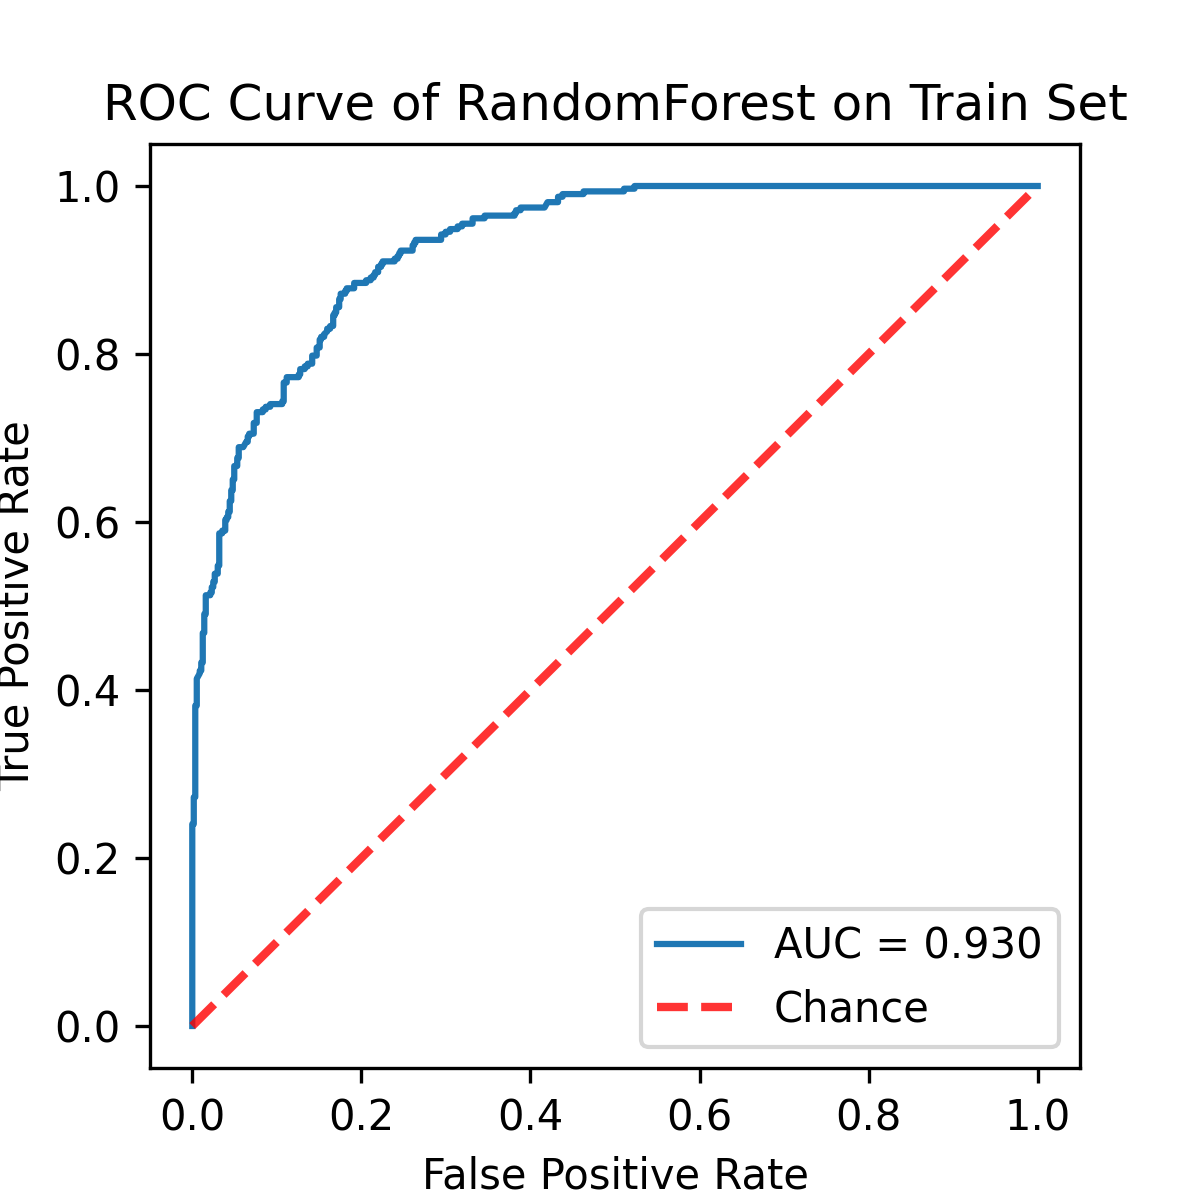 ROC Curve of RandomForest on Train Set
True Positive Rate
1.0
0.8
0.6
0.4
0.2
0.0
AUC = 0.930
Chance
0.0 0.2 0.4 0.6 0.8 1.0
False Positive Rate